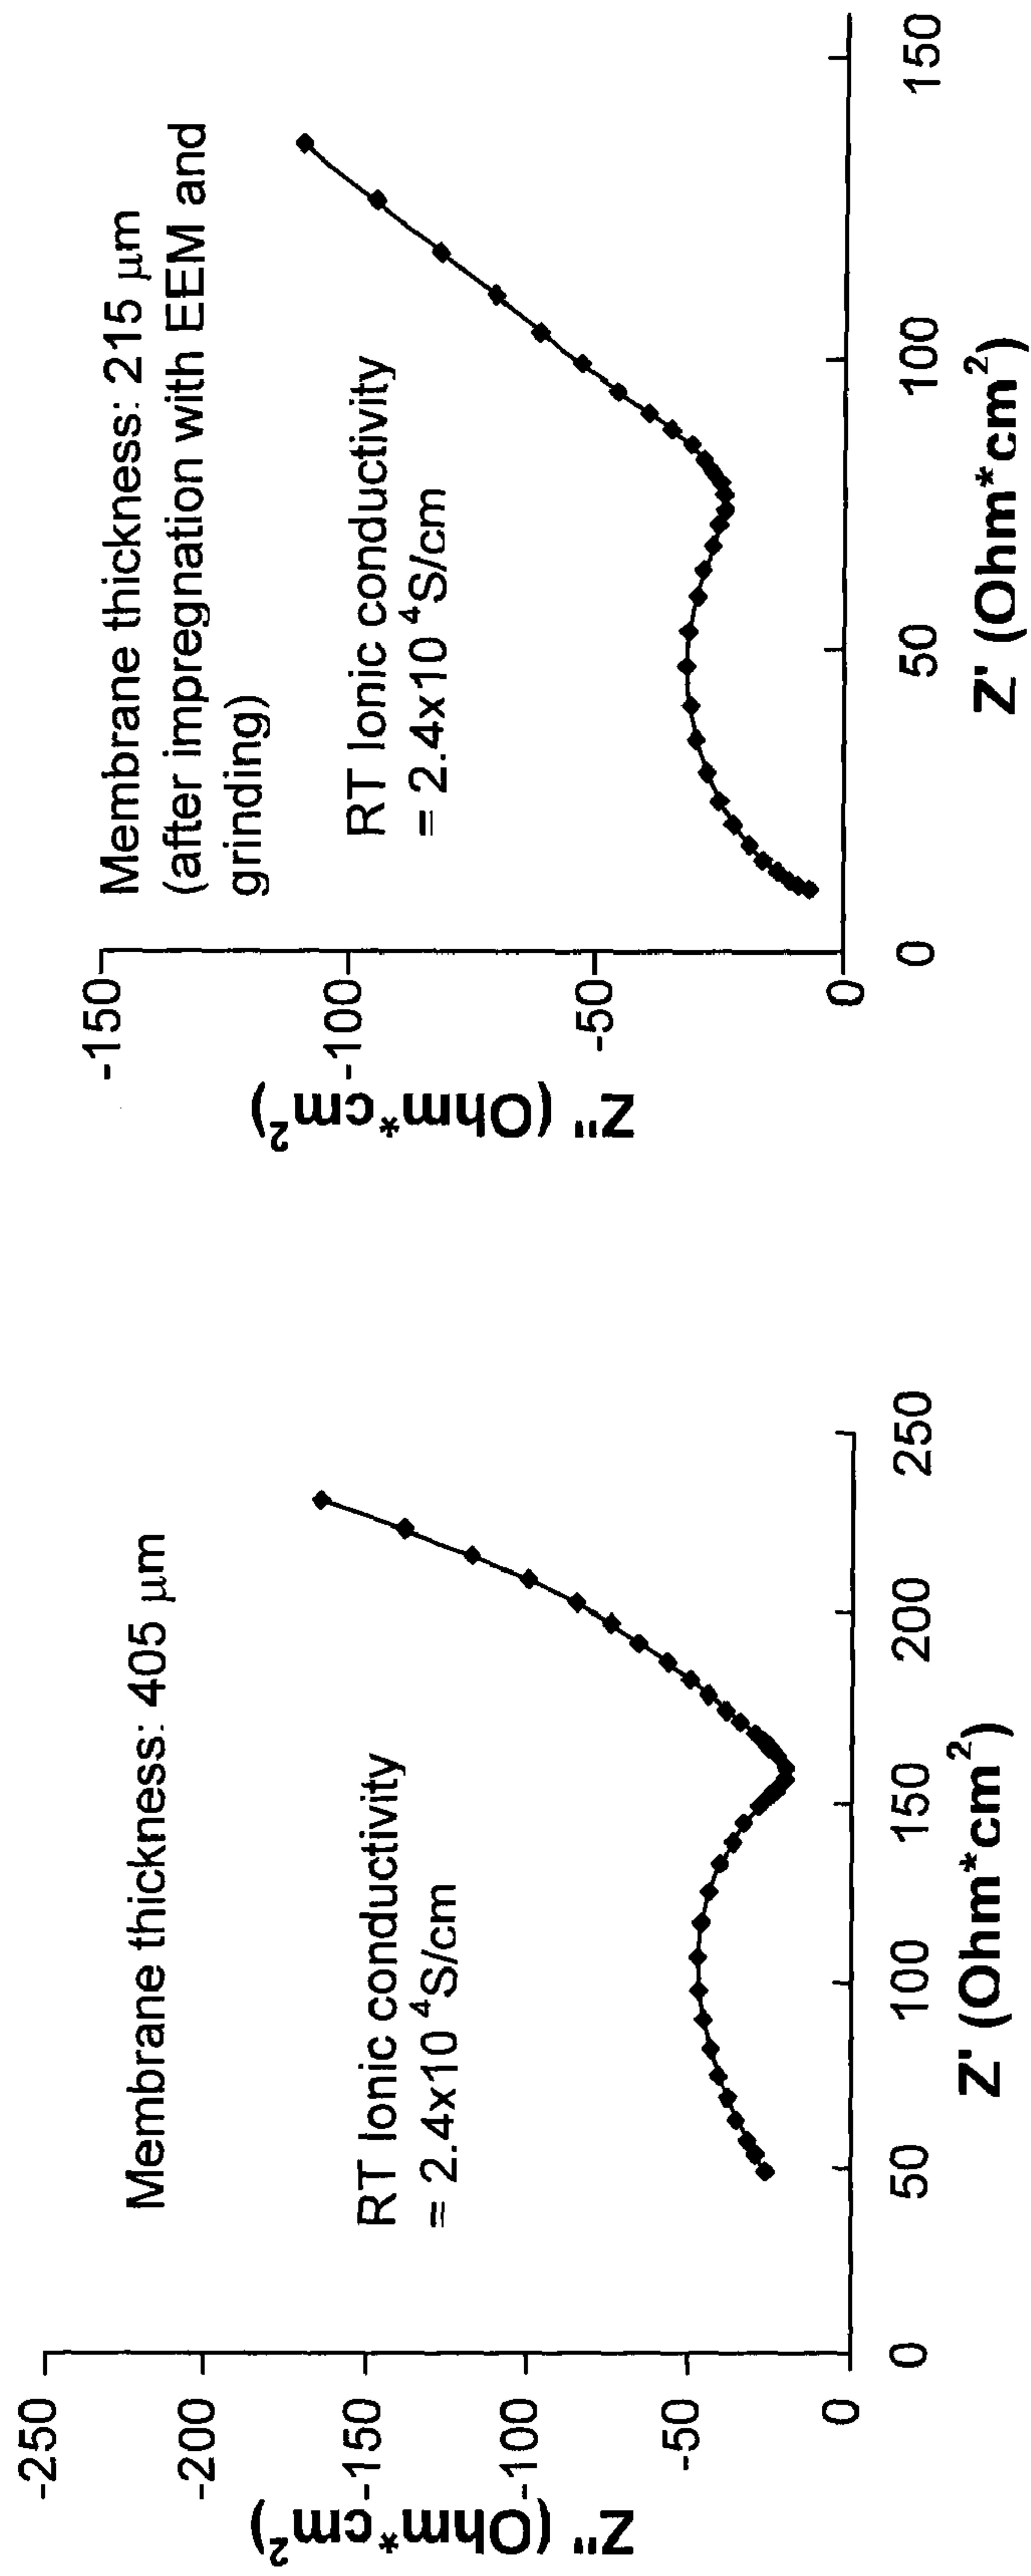 Membrane thickness: 405 μm
RT Ionic conductivity
= 2.4x10 ⁴S/cm
Z'' (Ohm*cm²)
-250
-200
-150
-100
-50
0
0
50
100
150
200
250
Z' (Ohm*cm²)
Membrane thickness: 215 μm
(after impregnation with EEM and
grinding)
RT Ionic conductivity
= 2.4x10 ⁴S/cm
Z'' (Ohm*cm²)
-150
-100
-50
0
0
50
100
150
Z' (Ohm*cm²)